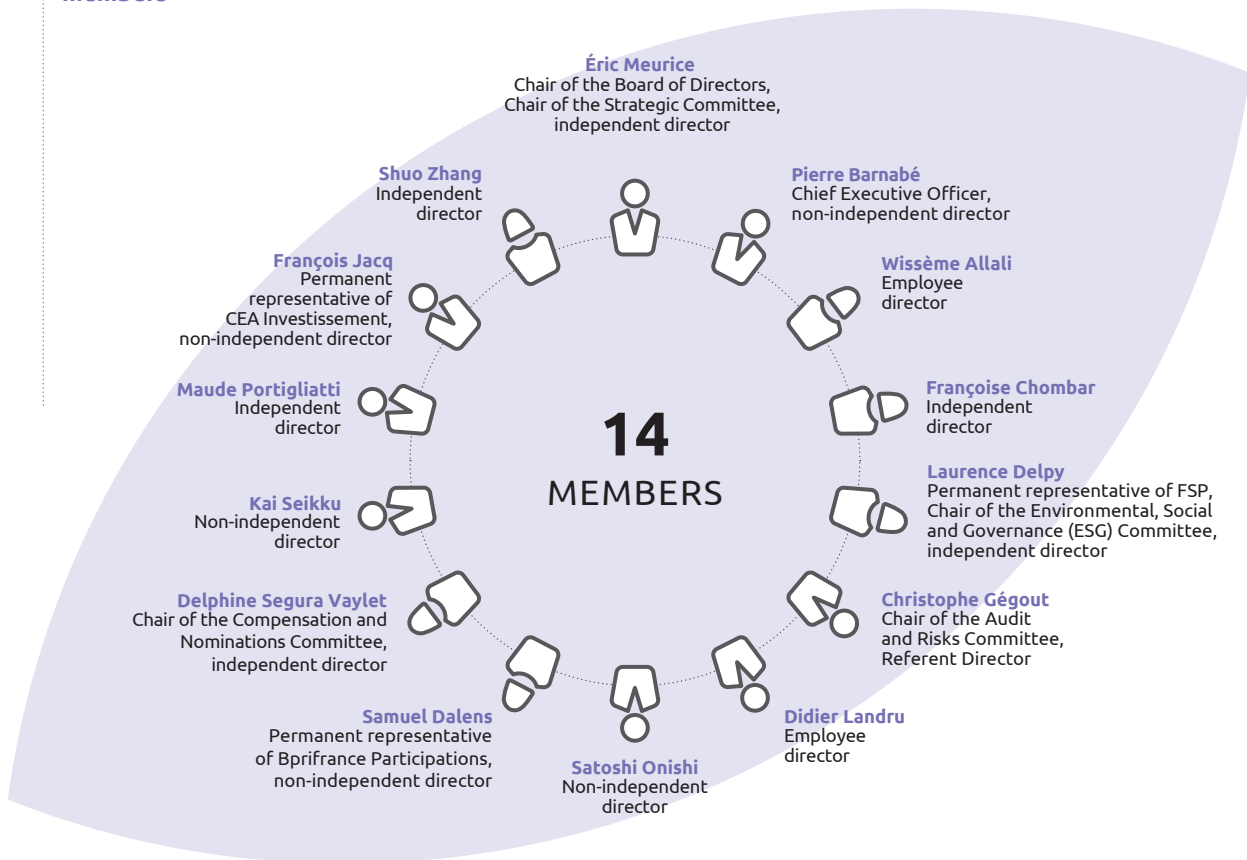 Éric Meurice
Chair of the Board of Directors,
Chair of the Strategic Committee,
independent director
Pierre Barnabé
Chief Executive Officer,
non-independent director
Wissème Allali
Employee
director
Françoise Chombar
Independent
director
Laurence Delpy
Permanent representative of FSP,
Chair of the Environmental, Social
and Governance (ESG) Committee,
independent director
Christophe Gégout
Chair of the Audit
and Risks Committee,
Referent Director
Didier Landru
Employee
director
Satoshi Onishi
Non-independent
director
Samuel Dalens
Permanent representative
of Bprifrance Participations,
non-independent director
Delphine Segura Vaylet
Chair of the Compensation and
Nominations Committee,
independent director
Kai Seikku
Non-independent
director
Maude Portigliatti
Independent
director
François Jacq
Permanent
representative of
CEA Investissement,
non-independent director
Shuo Zhang
Independent
director
14
MEMBERS